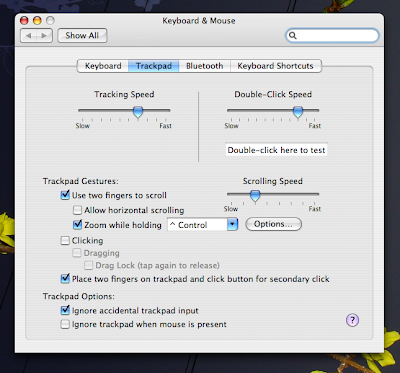 Keyboard & Mouse
Show All
Keyboard Trackpad Bluetooth Keyboard Shortcuts
Tracking Speed Double-Click Speed
Slow Fast Slow Fast
Double-click here to test
Trackpad Gestures: Scrolling Speed
Use two fingers to scroll
Slow Fast
Allow horizontal scrolling
Zoom while holding ^ Control Options...
Clicking
Dragging
Drag Lock (tap again to release)
Place two fingers on trackpad and click button for secondary click
Trackpad Options:
Ignore accidental trackpad input
Ignore trackpad when mouse is present
?